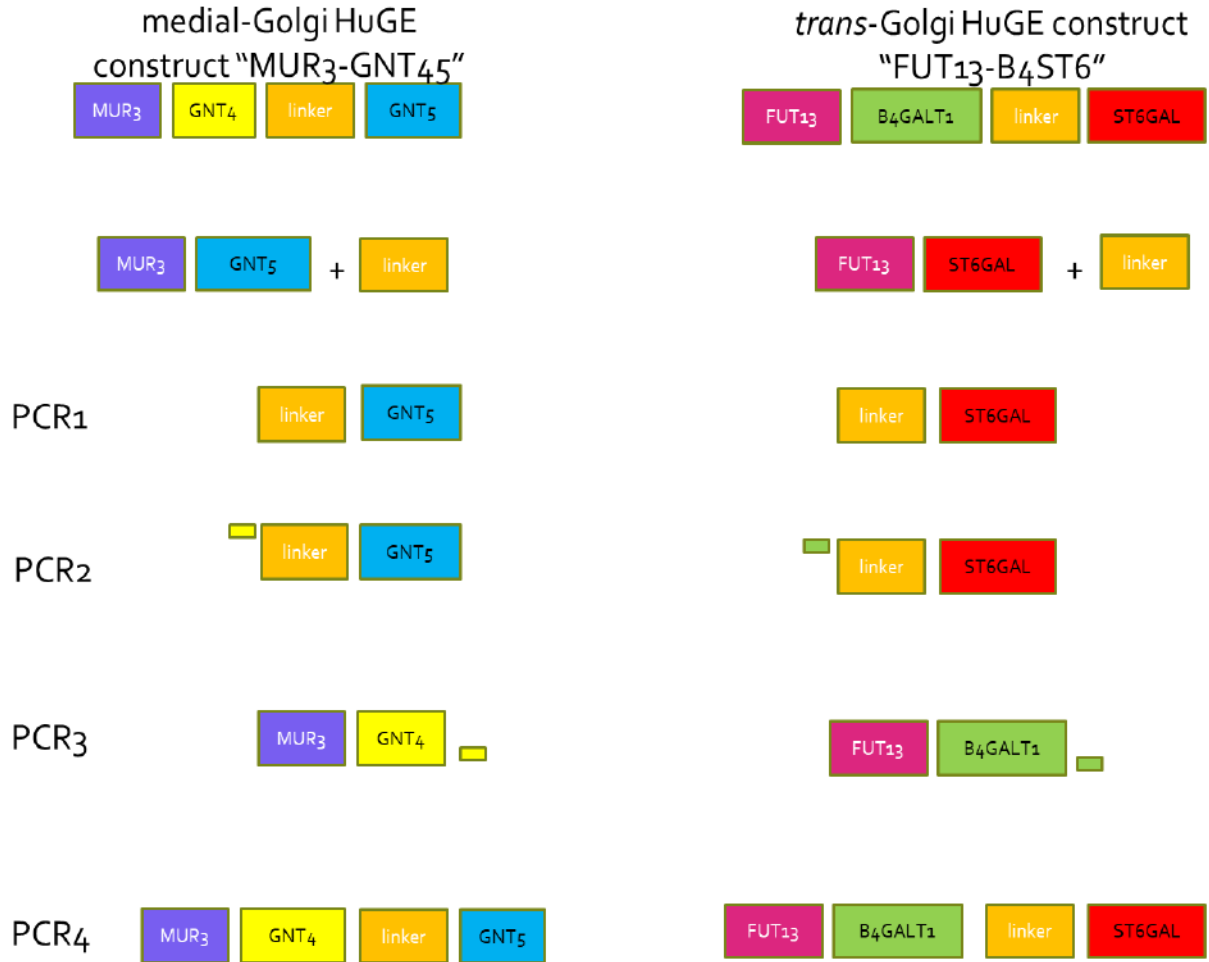 medial-Golgi HuGE
construct “MUR3-GNT45”
trans-Golgi HuGE construct
“FUT13-B4ST6”
MUR3 GNT4 linker GNT5
FUT13 B4GALT1 linker ST6GAL
MUR3 GNT5 + linker
FUT13 ST6GAL + linker
PCR1
linker GNT5
linker ST6GAL
PCR2
linker GNT5
linker ST6GAL
PCR3
MUR3 GNT4
FUT13 B4GALT1
PCR4
MUR3 GNT4 linker GNT5
FUT13 B4GALT1 linker ST6GAL